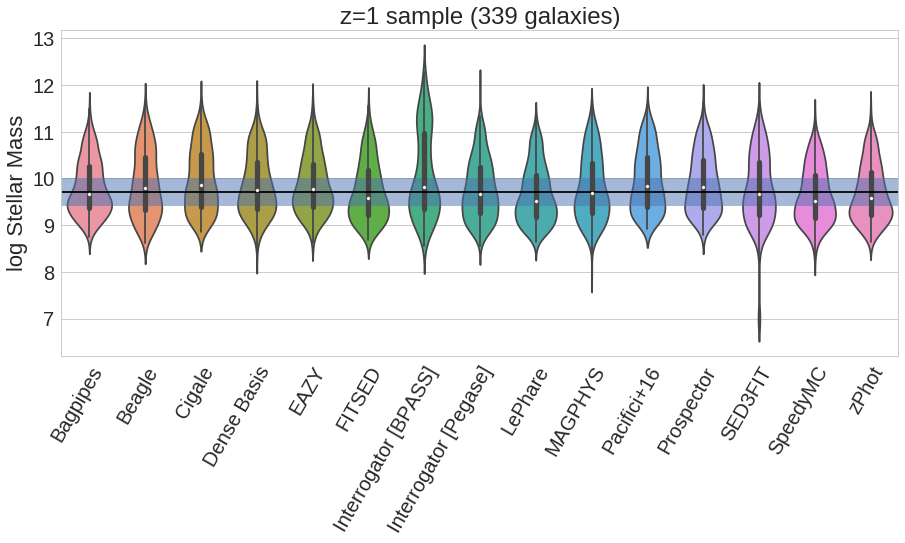 z=1 sample (339 galaxies)
log Stellar Mass
13
12
11
10
9
8
7
Bagpipes
Beagle
Cigale
Dense Basis
EAZY
FITSED
Interrogator [BPASS]
Interrogator [Pegase]
LePhare
MAGPHYS
Pacifici+16
Prospector
SED3FIT
SpeedyMC
zPhot